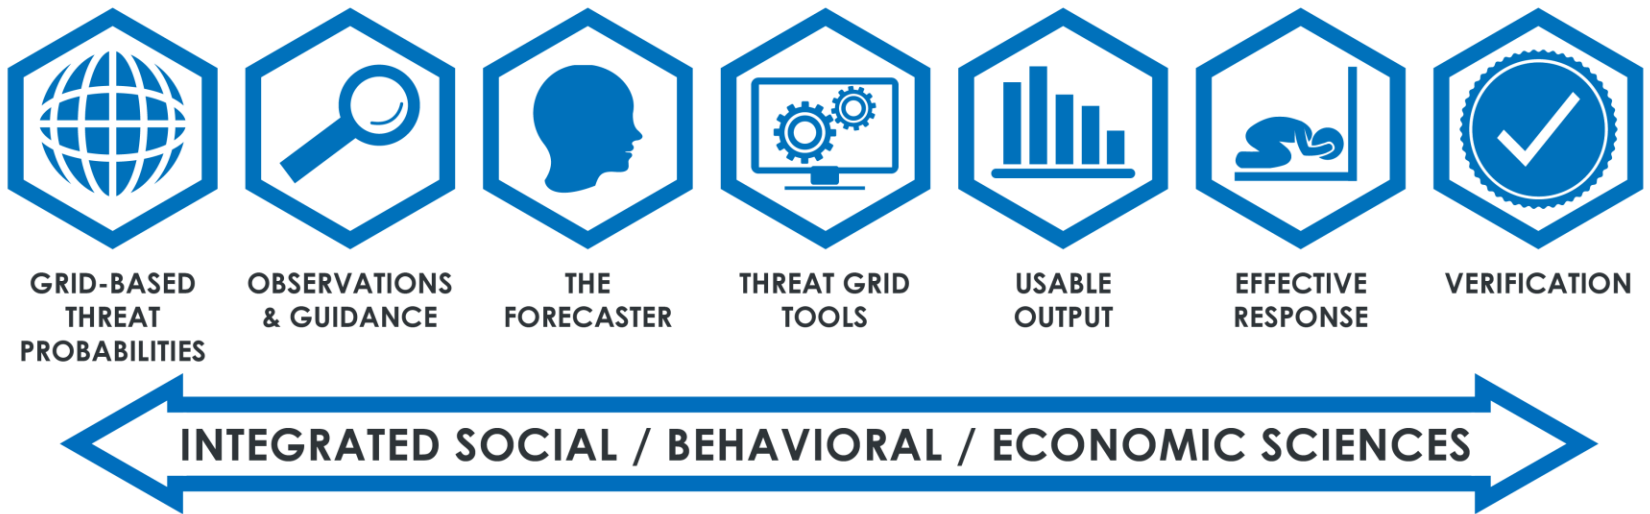 GRID-BASED
THREAT
PROBABILITIES
OBSERVATIONS
& GUIDANCE
THE
FORECASTER
THREAT GRID
TOOLS
USABLE
OUTPUT
EFFECTIVE
RESPONSE
VERIFICATION
INTEGRATED SOCIAL / BEHAVIORAL / ECONOMIC SCIENCES